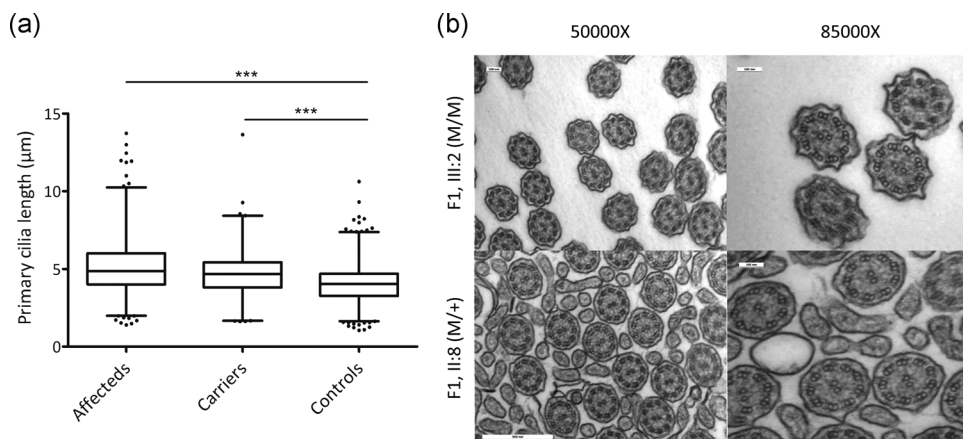 (a)
(b)
50000X
85000X
***
***
Primary cilia length (μm)
15
10
5
0
Affecteds
Carriers
Controls
F1, III:2 (M/M)
F1, II:8 (M/+)